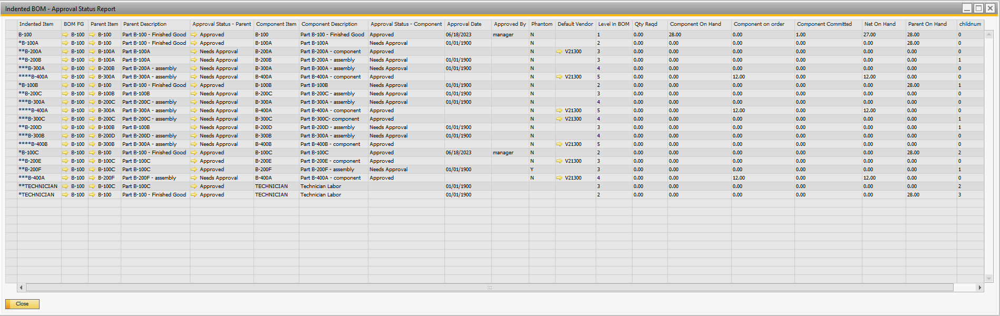 Indented BOM - Approval Status Report
Indented Item BOM FG Parent Item Parent Description Approval Status - Parent Component Item Component Description Approval Status - Component Approval Date Approved By Phantom Default Vendor Level in BOM Qty Reqd Component On Hand Component on order Component Committed Net On Hand Parent On Hand childnum
B-100 B-100 B-100 Part B-100 - Finished Good Approved B-100 Part B-100 - Finished Good Approved 06/18/2023 manager N 1 0.00 28.00 0.00 1.00 27.00 28.00 0
*B-100A B-100 B-100 Part B-100 - Finished Good Approved B-100A Part B-100A Needs Approval 01/01/1900 N 2 0.00 0.00 0.00 0.00 0.00 28.00 0
**B-200A B-100 B-100A Part B-100A Needs Approval B-200A Part B-200A - component Approved N V21300 3 0.00 0.00 0.00 0.00 0.00 0.00 0
**B-200B B-100 B-100A Part B-100A Needs Approval B-200B Part B-200A - assembly Needs Approval 01/01/1900 N 3 0.00 0.00 0.00 0.00 0.00 0.00 1
***B-300A B-100 B-200B Part B-200A - assembly Needs Approval B-300A Part B-300A - assembly Needs Approval 01/01/1900 N 4 0.00 0.00 0.00 0.00 0.00 0.00 0
****B-400A B-100 B-300A Part B-300A - assembly Needs Approval B-400A Part B-400A - component Approved N V21300 5 0.00 0.00 12.00 0.00 12.00 0.00 0
*B-100B B-100 B-100 Part B-100 - Finished Good Approved B-100B Part B-100B Needs Approval 01/01/1900 N 2 0.00 0.00 0.00 0.00 0.00 28.00 1
**B-200C B-100 B-100B Part B-100B Needs Approval B-200C Part B-200C - assembly Needs Approval 01/01/1900 N 3 0.00 0.00 0.00 0.00 0.00 0.00 0
***B-300A B-100 B-200C Part B-200C - assembly Needs Approval B-300A Part B-300A - assembly Needs Approval 01/01/1900 N 4 0.00 0.00 0.00 0.00 0.00 0.00 0
****B-400A B-100 B-300A Part B-300A - assembly Needs Approval B-400A Part B-400A - component Approved N V21300 5 0.00 0.00 12.00 0.00 12.00 0.00 0
***B-300C B-100 B-200C Part B-200C - assembly Needs Approval B-300C Part B-300C- component Approved N V21300 4 0.00 0.00 0.00 0.00 0.00 0.00 1
**B-200D B-100 B-100B Part B-100B Needs Approval B-200D Part B-200D - assembly Needs Approval 01/01/1900 N 3 0.00 0.00 0.00 0.00 0.00 0.00 1
***B-300B B-100 B-200D Part B-200D - assembly Needs Approval B-300B Part B-300A - assembly Needs Approval 01/01/1900 N 4 0.00 0.00 0.00 0.00 0.00 0.00 0
****B-400B B-100 B-300B Part B-300A - assembly Needs Approval B-400B Part B-400B - component Approved N V21300 5 0.00 0.00 0.00 0.00 0.00 0.00 0
*B-100C B-100 B-100 Part B-100 - Finished Good Approved B-100C Part B-100C Approved 06/18/2023 manager N 2 0.00 0.00 0.00 0.00 0.00 28.00 2
**B-200E B-100 B-100C Part B-100C Approved B-200E Part B-200E - component Approved N V21300 3 0.00 0.00 0.00 0.00 0.00 0.00 0
**B-200F B-100 B-100C Part B-100C Approved B-200F Part B-200F - assembly Needs Approval 01/01/1900 Y 3 0.00 0.00 0.00 0.00 0.00 0.00 1
***B-400A B-100 B-200F Part B-200F - assembly Needs Approval B-400A Part B-400A - component Approved N V21300 4 0.00 0.00 12.00 0.00 12.00 0.00 0
**TECHNICIAN B-100 B-100C Part B-100C Approved TECHNICIAN Technician Labor 01/01/1900 3 0.00 0.00 0.00 0.00 0.00 0.00 2
*TECHNICIAN B-100 B-100 Part B-100 - Finished Good Approved TECHNICIAN Technician Labor 01/01/1900 2 0.00 0.00 0.00 0.00 0.00 28.00 3
Close